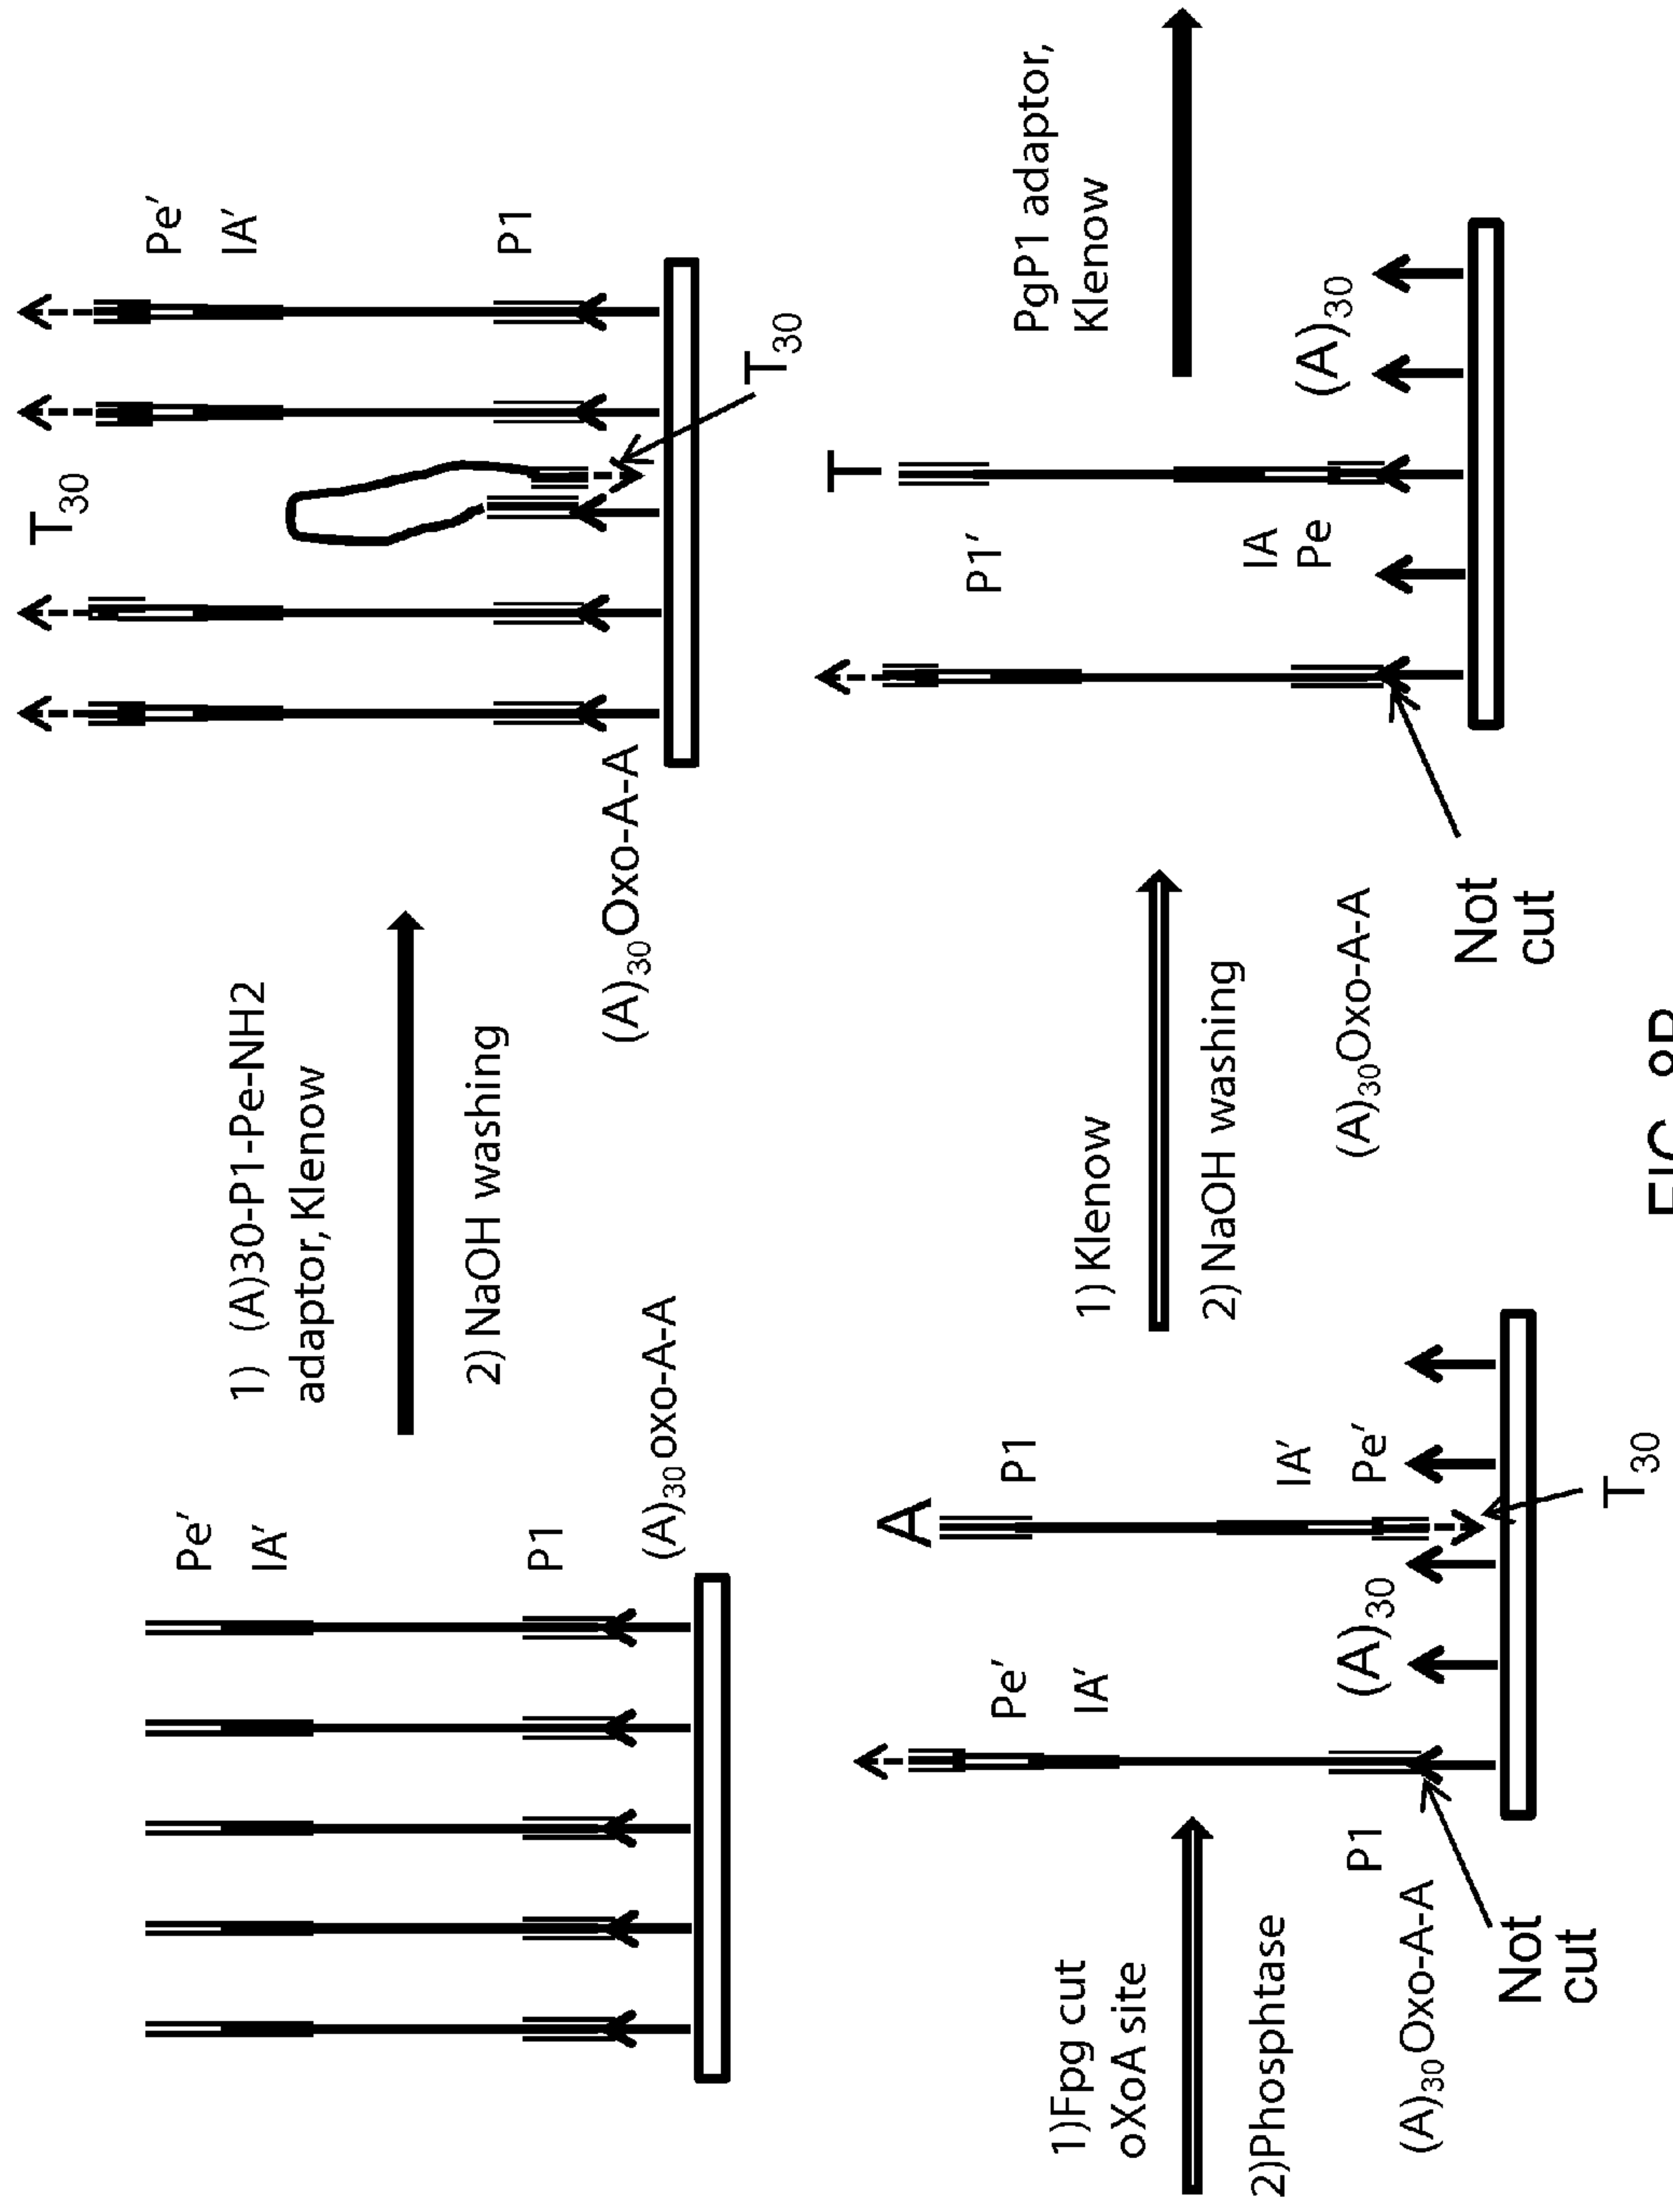 Pe′
IA′
P1
(A)30 oxo-A-A
1) (A)30-P1-Pe-NH2
adaptor, Klenow
2) NaOH washing
T30
Pe′
IA′
P1
(A)30Oxo-A-A
T30
1)Fpg cut
oXoA site
2)Phosphtase
Pe′
IA′
P1
(A)30Oxo-A-A
Not
cut
A
P1
IA′
Pe′
(A)30
T30
1) Klenow
2) NaOH washing
(A)30Oxo-A-A
Not
cut
T
P1′
IA
Pe
(A)30
PgP1 adaptor,
Klenow